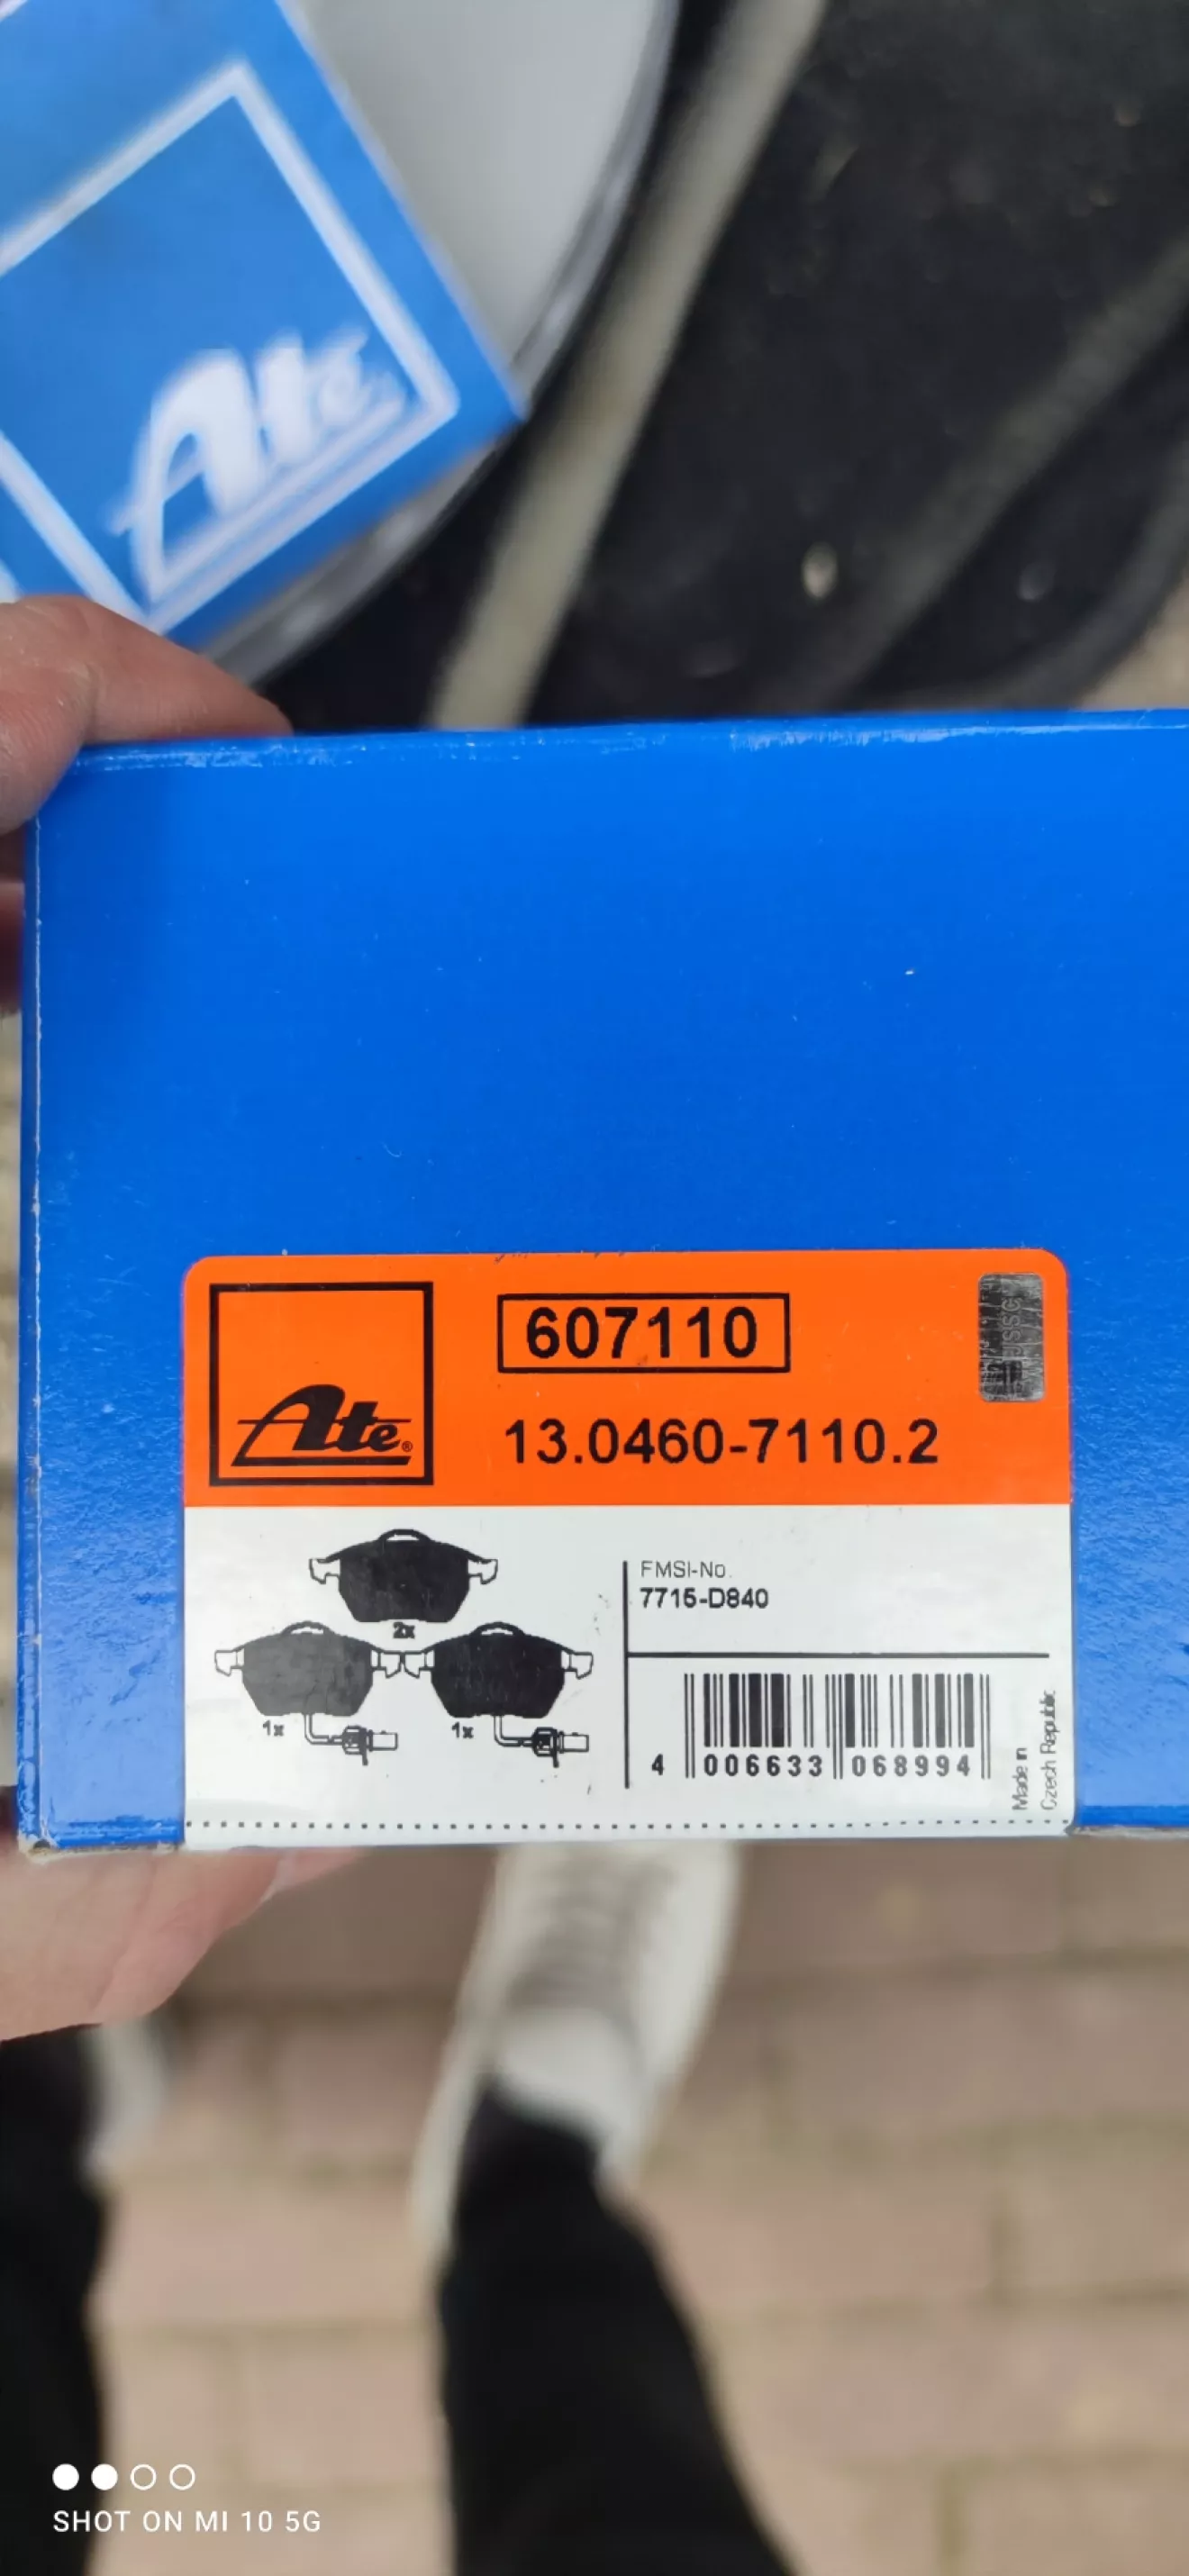 Ate
607110
13.0460-7110.2
Ate®
FMSI-No.
7715-D840
2x
1x
1x
4 006633 068994
Made in
Czech Republic
SHOT ON MI 10 5G